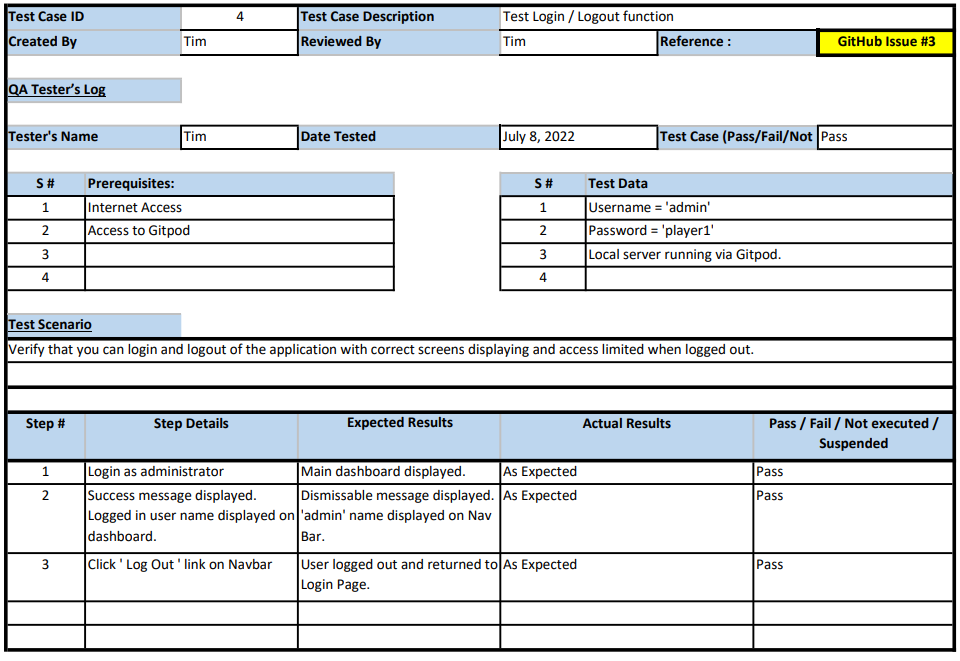 Test Case ID 4 Test Case Description Test Login / Logout function
Created By Tim Reviewed By Tim Reference : GitHub Issue #3
QA Tester’s Log
Tester's Name Tim Date Tested July 8, 2022 Test Case (Pass/Fail/Not Pass
S # Prerequisites: S # Test Data
1 Internet Access 1 Username = 'admin'
2 Access to Gitpod 2 Password = 'player1'
3 3 Local server running via Gitpod.
4 4
Test Scenario
Verify that you can login and logout of the application with correct screens displaying and access limited when logged out.
Step # Step Details Expected Results Actual Results Pass / Fail / Not executed /
Suspended
1 Login as administrator Main dashboard displayed. As Expected Pass
2 Success message displayed. Dismissable message displayed. As Expected Pass
Logged in user name displayed on 'admin' name displayed on Nav
dashboard. Bar.
3 Click ' Log Out ' link on Navbar User logged out and returned to As Expected Pass
Login Page.